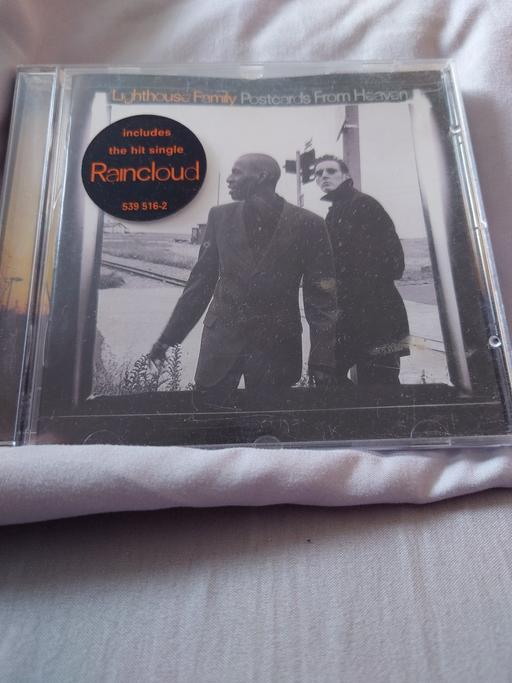 Lighthouse Family Postcards From Heaven
includes
the hit single
Raincloud
539 516-2